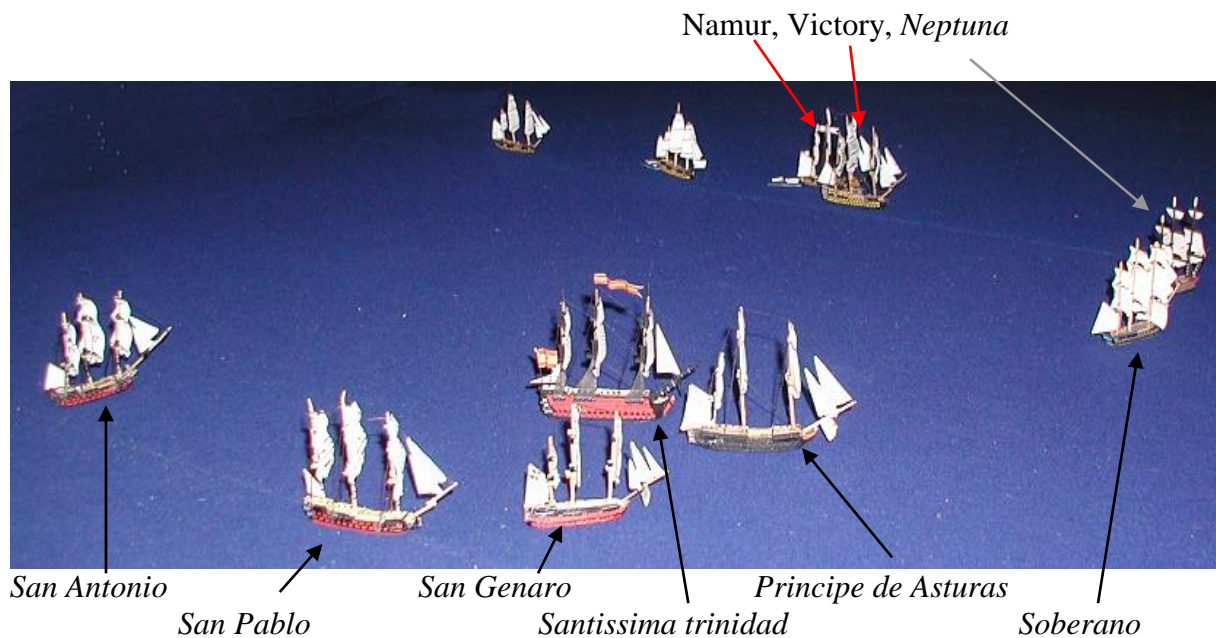 Namur, Victory, Neptuna
San Antonio
San Pablo
San Genaro
Santissima trinidad
Principe de Asturas
Soberano